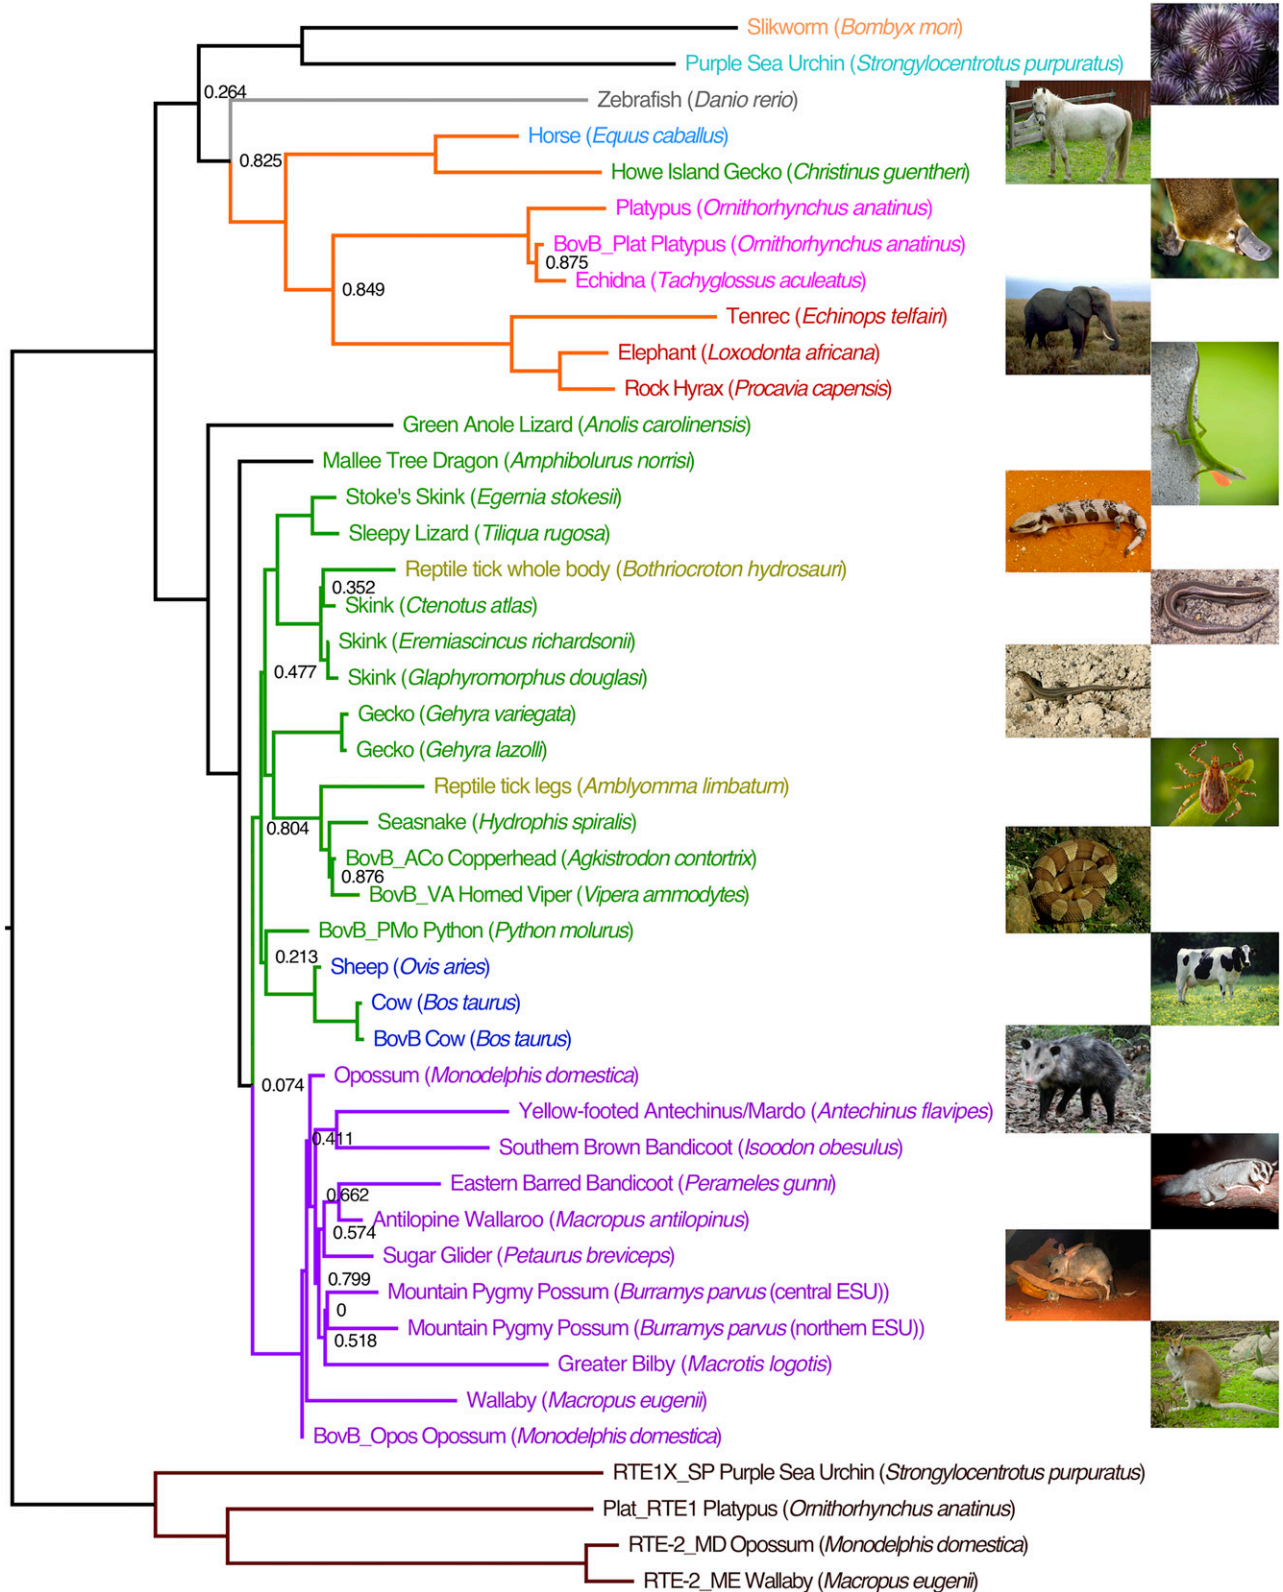 Slikworm (Bombyx mori)
Purple Sea Urchin (Strongylocentrotus purpuratus)
0.264
Zebrafish (Danio rerio)
Horse (Equus caballus)
0.825
Howe Island Gecko (Christinus guentheri)
Platypus (Ornithorhynchus anatinus)
BovB_Plat Platypus (Ornithorhynchus anatinus)
0.875
Echidna (Tachyglossus aculeatus)
0.849
Tenrec (Echinops telfairi)
Elephant (Loxodonta africana)
Rock Hyrax (Procavia capensis)
Green Anole Lizard (Anolis carolinensis)
Mallee Tree Dragon (Amphibolurus norrisi)
Stoke's Skink (Egernia stokesii)
Sleepy Lizard (Tiliqua rugosa)
Reptile tick whole body (Bothriocroton hydrosauri)
0.352
Skink (Ctenotus atlas)
Skink (Eremiascincus richardsonii)
0.477
Skink (Glaphyromorphus douglasi)
Gecko (Gehyra variegata)
Gecko (Gehyra lazolli)
Reptile tick legs (Amblyomma limbatum)
0.804
Seasnake (Hydrophis spiralis)
BovB_ACo Copperhead (Agkistrodon contortrix)
0.876
BovB_VA Horned Viper (Vipera ammodytes)
BovB_PMo Python (Python molurus)
0.213
Sheep (Ovis aries)
Cow (Bos taurus)
BovB Cow (Bos taurus)
Opossum (Monodelphis domestica)
0.074
Yellow-footed Antechinus/Mardo (Antechinus flavipes)
0.411
Southern Brown Bandicoot (Isoodon obesulus)
Eastern Barred Bandicoot (Perameles gunni)
0.662
Antilopine Wallaroo (Macropus antilopinus)
0.574
Sugar Glider (Petaurus breviceps)
0.799
Mountain Pygmy Possum (Burramys parvus (central ESU))
0
Mountain Pygmy Possum (Burramys parvus (northern ESU))
0.518
Greater Bilby (Macrotis logotis)
Wallaby (Macropus eugenii)
BovB_Opos Opossum (Monodelphis domestica)
RTE1X_SP Purple Sea Urchin (Strongylocentrotus purpuratus)
Plat_RTE1 Platypus (Ornithorhynchus anatinus)
RTE-2_MD Opossum (Monodelphis domestica)
RTE-2_ME Wallaby (Macropus eugenii)